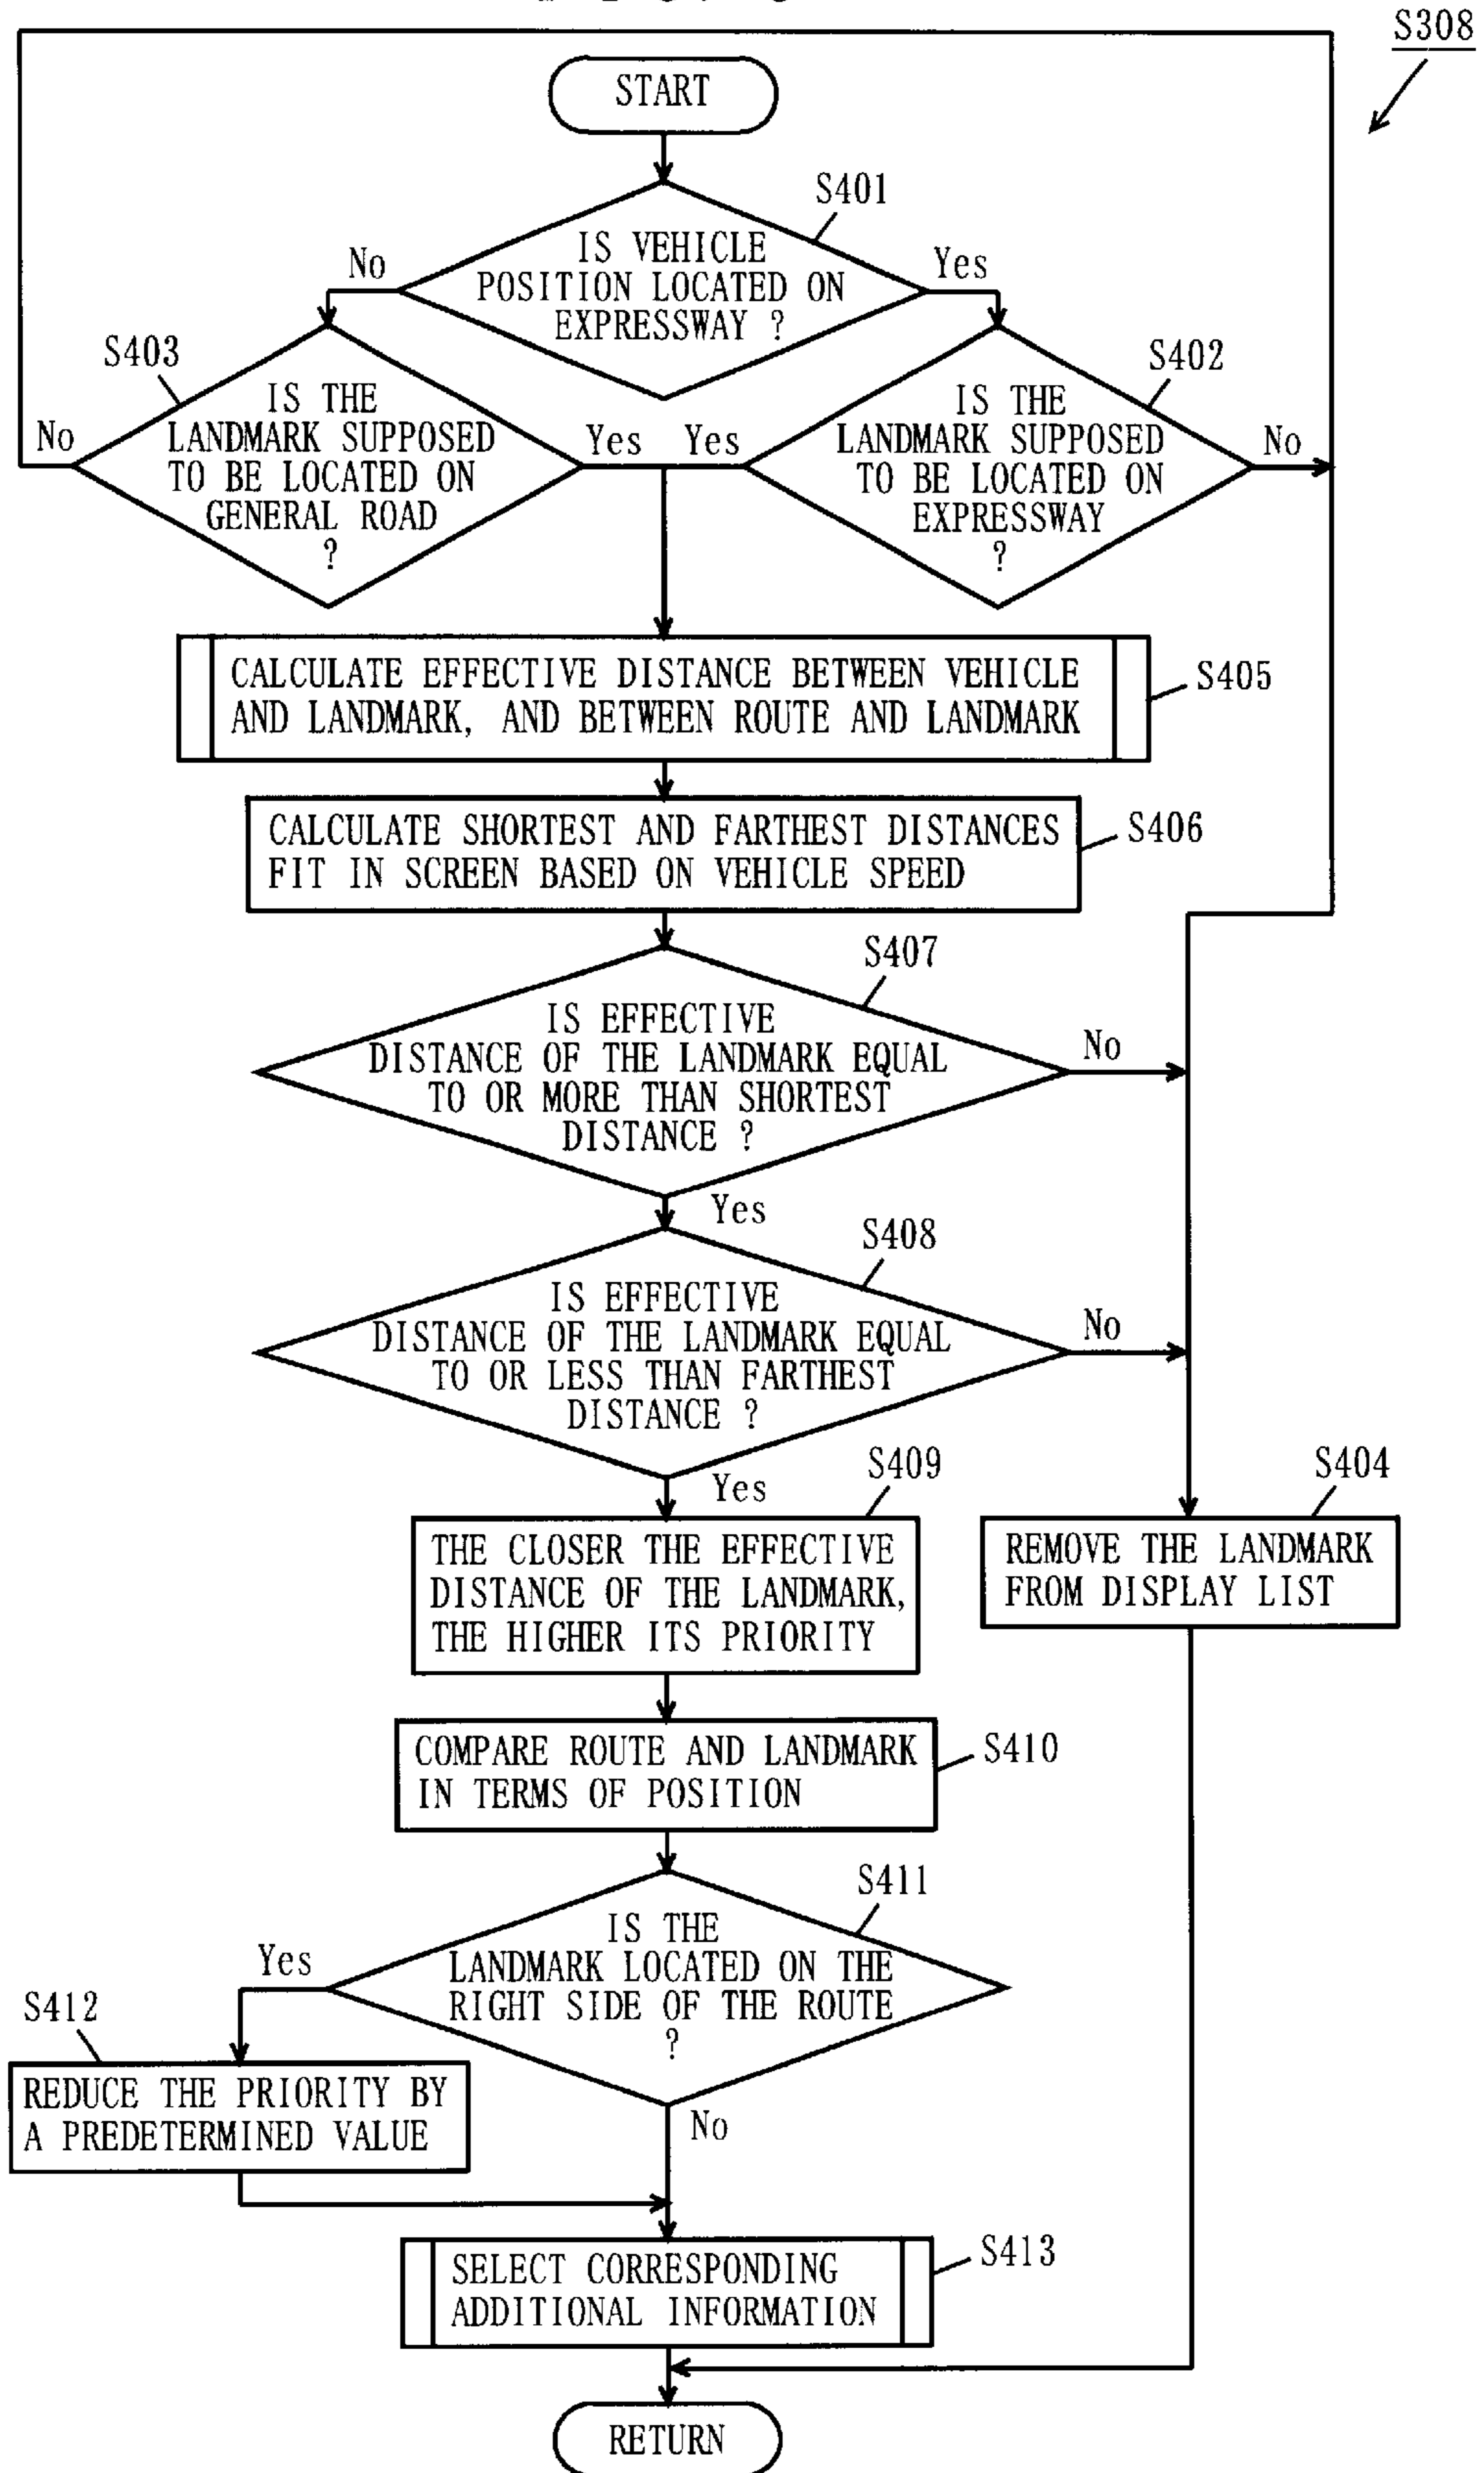 S308
START
S401
IS VEHICLE
POSITION LOCATED ON
EXPRESSWAY ?
No
Yes
S403
IS THE
LANDMARK SUPPOSED
TO BE LOCATED ON
GENERAL ROAD
?
No
Yes
S402
IS THE
LANDMARK SUPPOSED
TO BE LOCATED ON
EXPRESSWAY
?
Yes
No
CALCULATE EFFECTIVE DISTANCE BETWEEN VEHICLE
AND LANDMARK, AND BETWEEN ROUTE AND LANDMARK
S405
CALCULATE SHORTEST AND FARTHEST DISTANCES
FIT IN SCREEN BASED ON VEHICLE SPEED
S406
S407
IS EFFECTIVE
DISTANCE OF THE LANDMARK EQUAL
TO OR MORE THAN SHORTEST
DISTANCE ?
No
Yes
S408
IS EFFECTIVE
DISTANCE OF THE LANDMARK EQUAL
TO OR LESS THAN FARTHEST
DISTANCE ?
No
Yes
S409
THE CLOSER THE EFFECTIVE
DISTANCE OF THE LANDMARK,
THE HIGHER ITS PRIORITY
S404
REMOVE THE LANDMARK
FROM DISPLAY LIST
COMPARE ROUTE AND LANDMARK
IN TERMS OF POSITION
S410
S411
IS THE
LANDMARK LOCATED ON THE
RIGHT SIDE OF THE ROUTE
?
Yes
No
S412
REDUCE THE PRIORITY BY
A PREDETERMINED VALUE
SELECT CORRESPONDING
ADDITIONAL INFORMATION
S413
RETURN